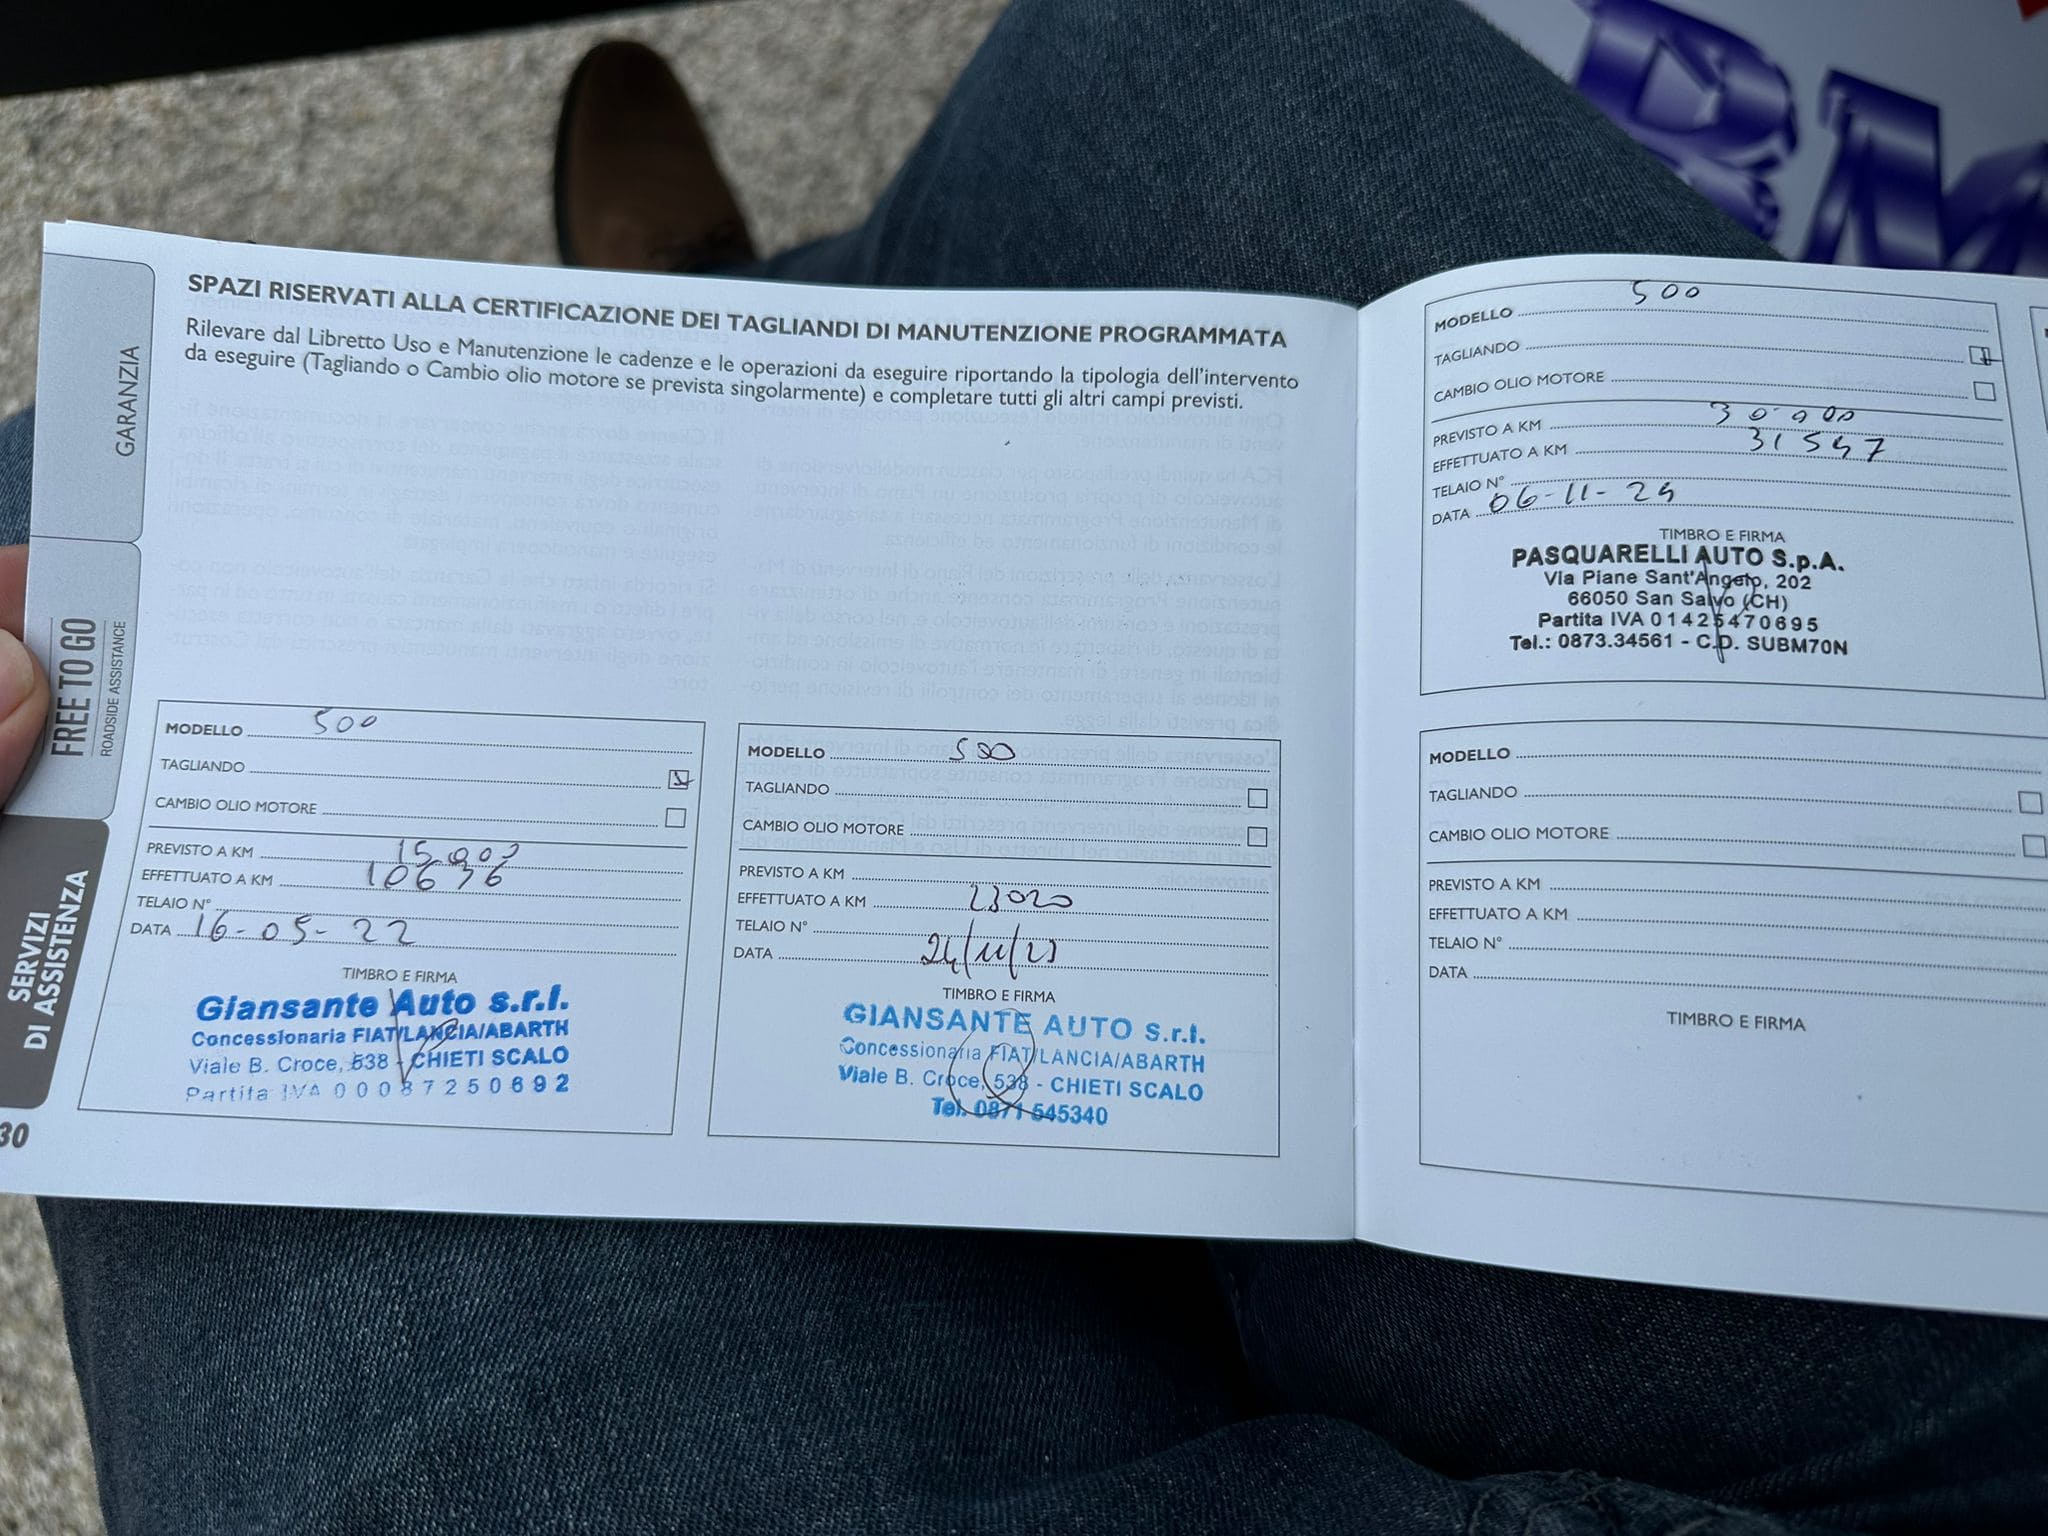 SPAZI RISERVATI ALLA CERTIFICAZIONE DEI TAGLIANDI DI MANUTENZIONE PROGRAMMATA
Rilevare dal Libretto Uso e Manutenzione le cadenze e le operazioni da eseguire riportando la tipologia dell'intervento
da eseguire (Tagliando o Cambio olio motore se prevista singolarmente) e completare tutti gli altri campi previsti.
GARANZIA
FREE TO GO
ROADSIDE ASSISTANCE
SERVIZI
DI ASSISTENZA
30
MODELLO 500
TAGLIANDO
CAMBIO OLIO MOTORE
PREVISTO A KM 15.000
EFFETTUATO A KM 10636
TELAIO N°
DATA 16-05-22
TIMBRO E FIRMA
Giansante Auto s.r.l.
Concessionaria FIAT/LANCIA/ABARTH
Viale B. Croce, 538 - CHIETI SCALO
Partita IVA 00087250692
MODELLO 500
TAGLIANDO
CAMBIO OLIO MOTORE
PREVISTO A KM
EFFETTUATO A KM 23020
TELAIO N°
DATA 24/11/23
TIMBRO E FIRMA
GIANSANTE AUTO S.r.l.
Concessionaria FIAT/LANCIA/ABARTH
Viale B. Croce, 538 - CHIETI SCALO
Tel. 0871 545340
MODELLO 500
TAGLIANDO
CAMBIO OLIO MOTORE
PREVISTO A KM 30.000
EFFETTUATO A KM 31547
TELAIO N°
DATA 06-11-24
TIMBRO E FIRMA
PASQUARELLI AUTO S.p.A.
Via Piane Sant'Angelo, 202
66050 San Salvo (CH)
Partita IVA 01425470695
Tel.: 0873.34561 - C.D. SUBM70N
MODELLO
TAGLIANDO
CAMBIO OLIO MOTORE
PREVISTO A KM
EFFETTUATO A KM
TELAIO N°
DATA
TIMBRO E FIRMA